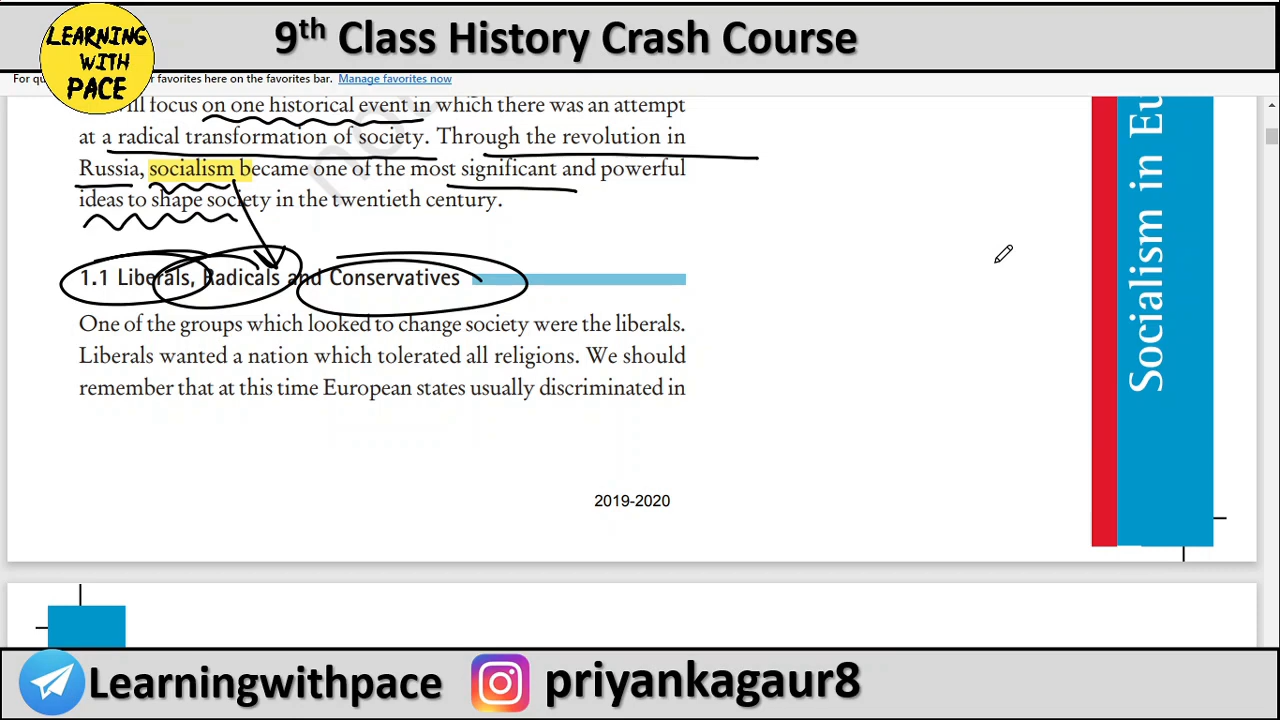 LEARNING
WITH
PACE
9th Class History Crash Course
favorites here on the favorites bar. Manage favorites now
focus on one historical event in which there was an attempt
at a radical transformation of society. Through the revolution in
Russia, socialism became one of the most significant and powerful
ideas to shape society in the twentieth century.
1.1 Liberals, Radicals and Conservatives
One of the groups which looked to change society were the liberals.
Liberals wanted a nation which tolerated all religions. We should
remember that at this time European states usually discriminated in
2019-2020
Socialism in Eu
Learningwithpace
priyankagaur8